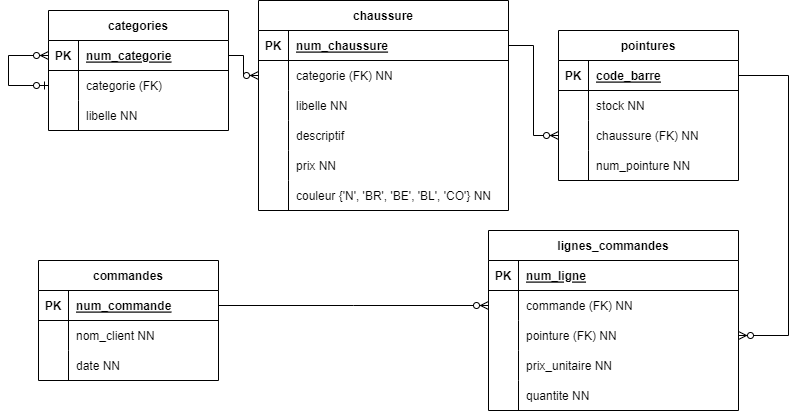 categories
PK num_categorie
categorie (FK)
libelle NN
chaussure
PK num_chaussure
categorie (FK) NN
libelle NN
descriptif
prix NN
couleur {'N', 'BR', 'BE', 'BL', 'CO'} NN
pointures
PK code_barre
stock NN
chaussure (FK) NN
num_pointure NN
commandes
PK num_commande
nom_client NN
date NN
lignes_commandes
PK num_ligne
commande (FK) NN
pointure (FK) NN
prix_unitaire NN
quantite NN